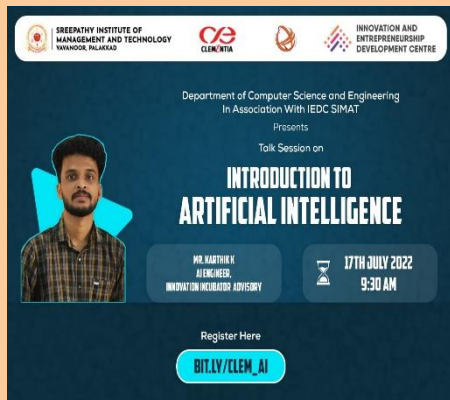 SREEPATHY INSTITUTE OF
MANAGEMENT AND TECHNOLOGY
VAVANOOR, PALAKKAD
CLEMENTIA
INNOVATION AND
ENTREPRENEURSHIP
DEVELOPMENT CENTRE
Department of Computer Science and Engineering
In Association With IEDC SIMAT
Presents
Talk Session on
INTRODUCTION TO
ARTIFICIAL INTELLIGENCE
MR. KARTHIK K
AI ENGINEER,
INNOVATION INCUBATOR ADVISORY
17TH JULY 2022
9:30 AM
Register Here
BIT.LY/CLEM_AI